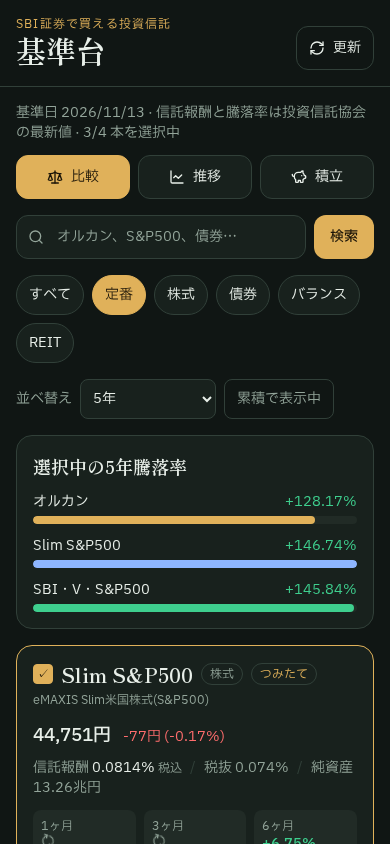 SBI証券で買える投資信託
基準台
更新
基準日 2026/11/13 · 信託報酬と騰落率は投資信託協会
の最新値 · 3/4 本を選択中
比較
推移
積立
オルカン、S&P500、債券…
検索
すべて
定番
株式
債券
バランス
REIT
並べ替え
5年
累積で表示中
選択中の5年騰落率
オルカン +128.17%
Slim S&P500 +146.74%
SBI・V・S&P500 +145.84%
Slim S&P500 株式 つみたて
eMAXIS Slim米国株式(S&P500)
44,751円 -77円 (-0.17%)
信託報酬 0.0814% 税込 / 税抜 0.074% / 純資産
13.26兆円
1ヶ月 3ヶ月 6ヶ月
+6.75%